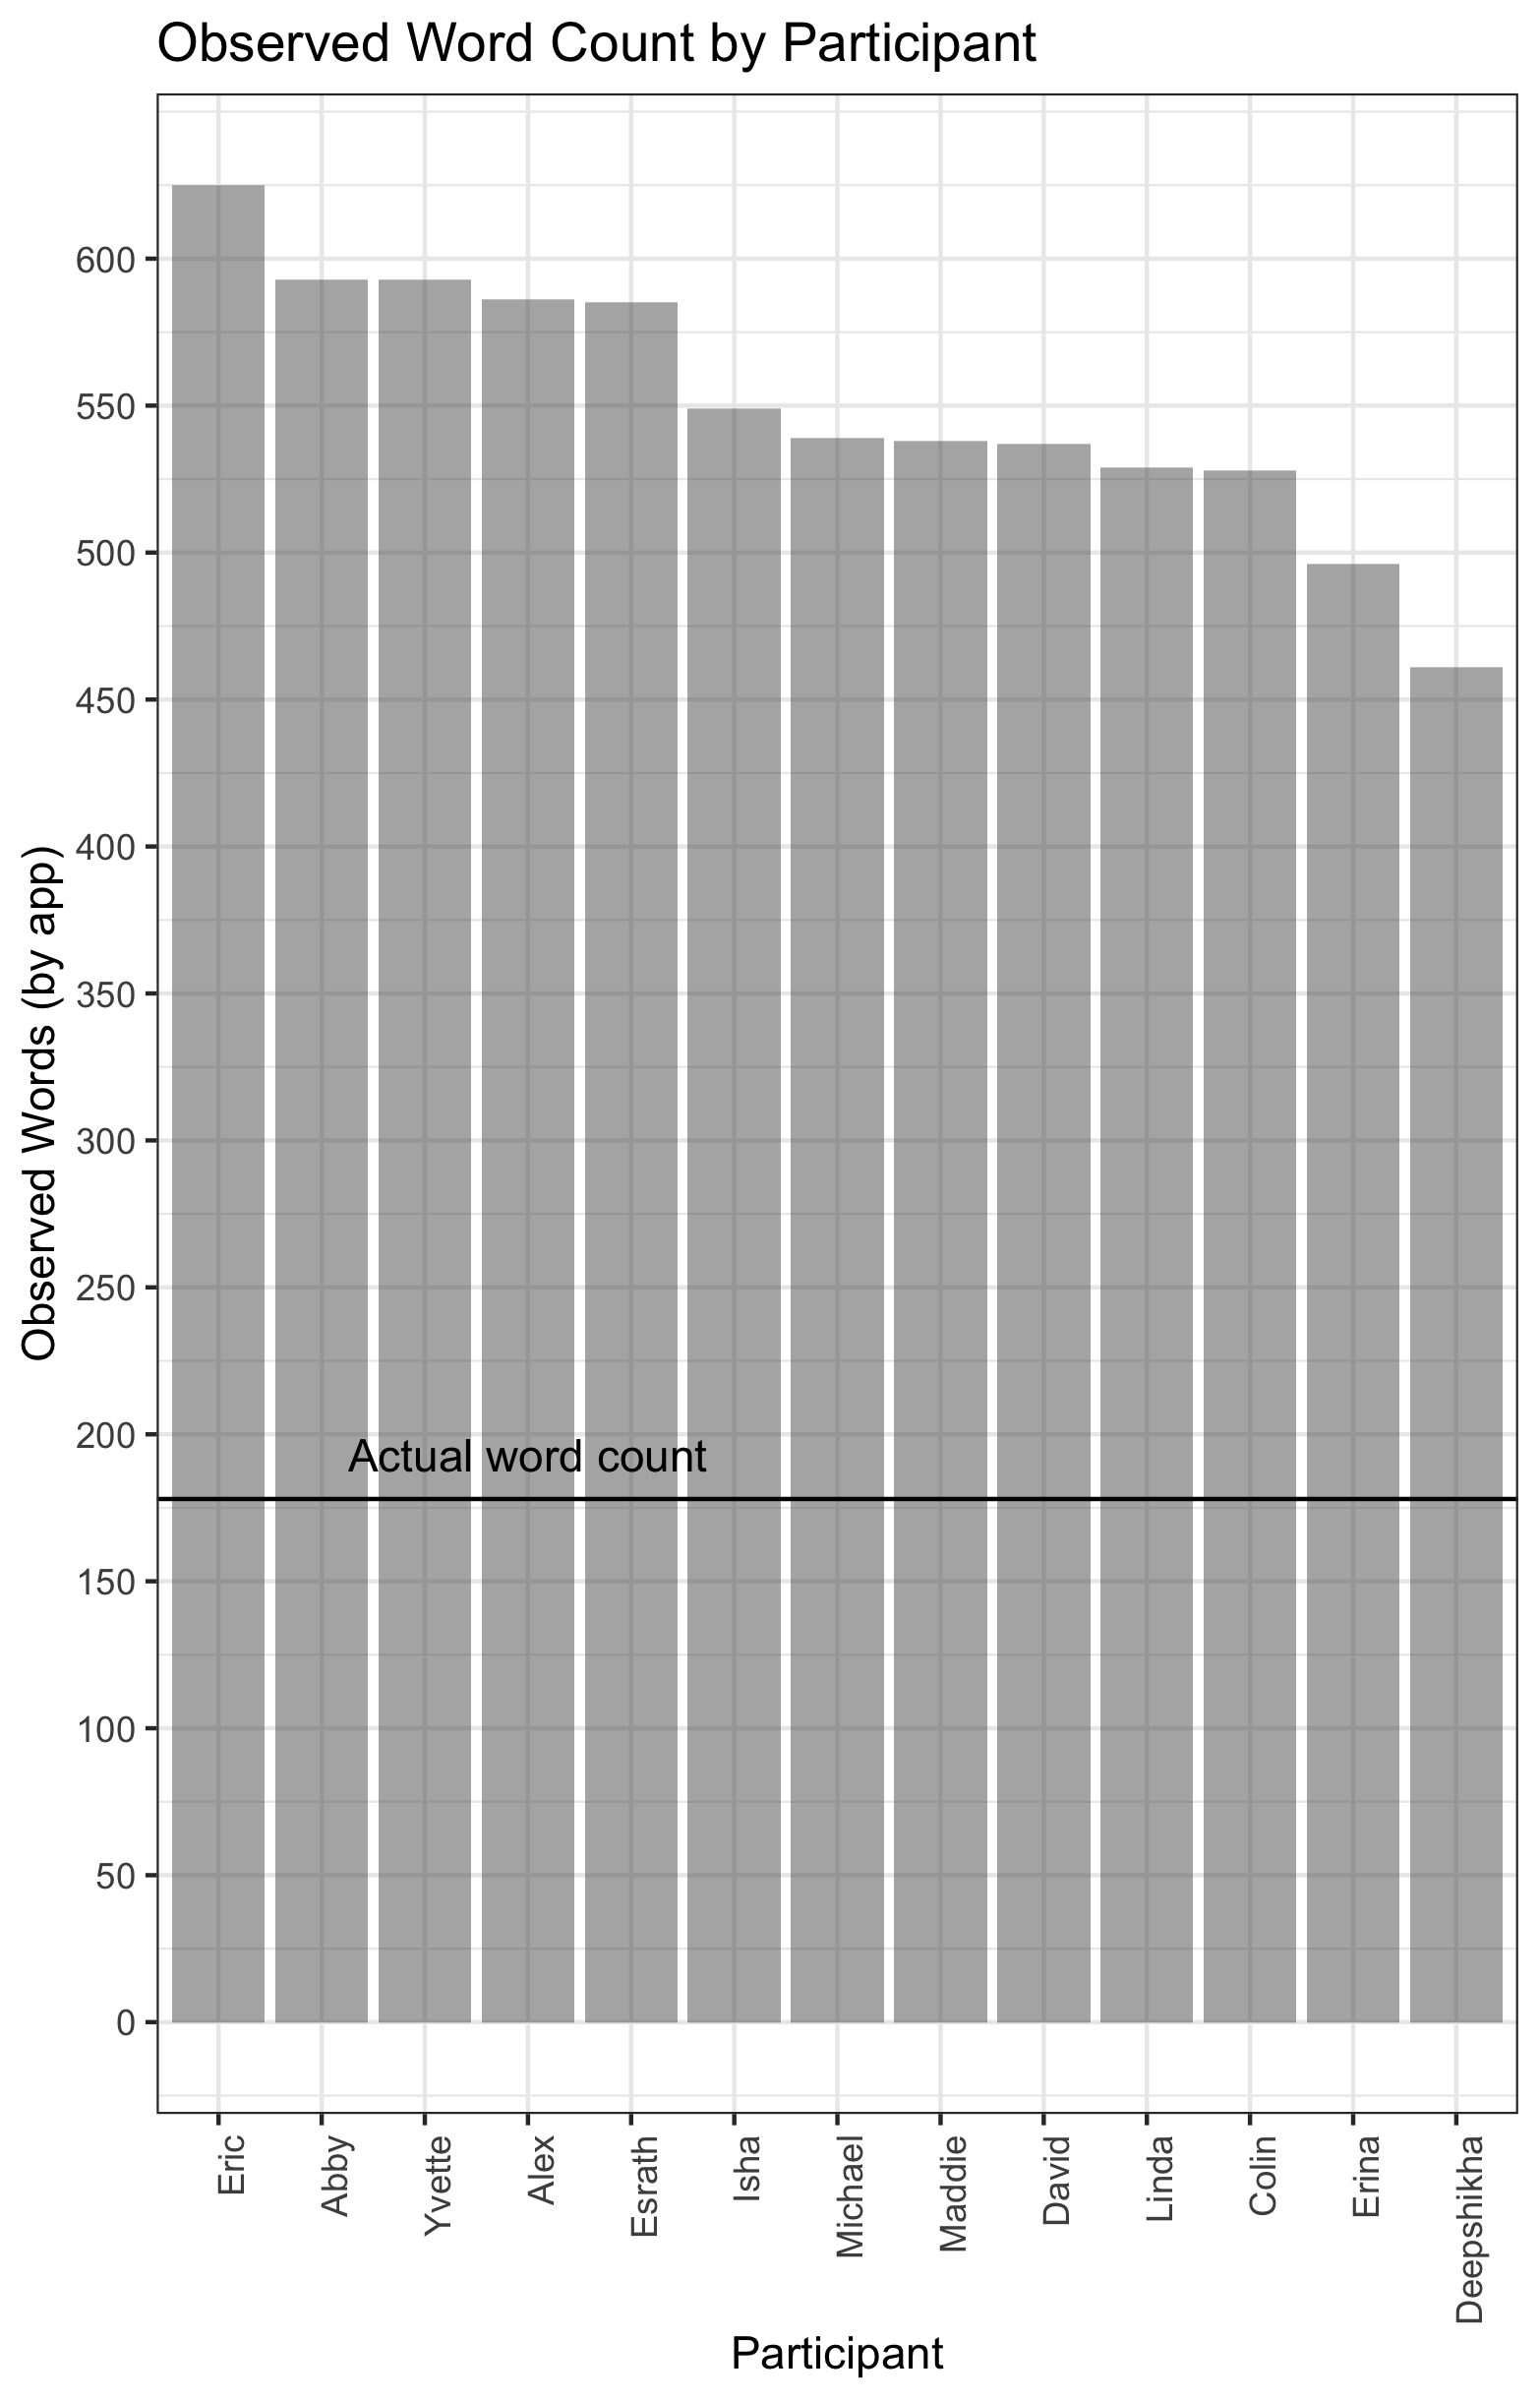 Observed Word Count by Participant
Observed Words (by app)
600
550
500
450
400
350
300
250
200
150
100
50
0
Actual word count
Eric
Abby
Yvette
Alex
Esrath
Isha
Michael
Maddie
David
Linda
Colin
Erina
Deepshikha
Participant